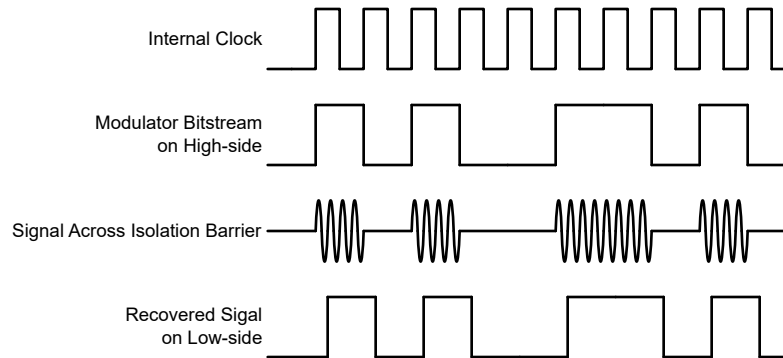 Internal Clock
Modulator Bitstream
on High-side
Signal Across Isolation Barrier
Recovered Sigal
on Low-side